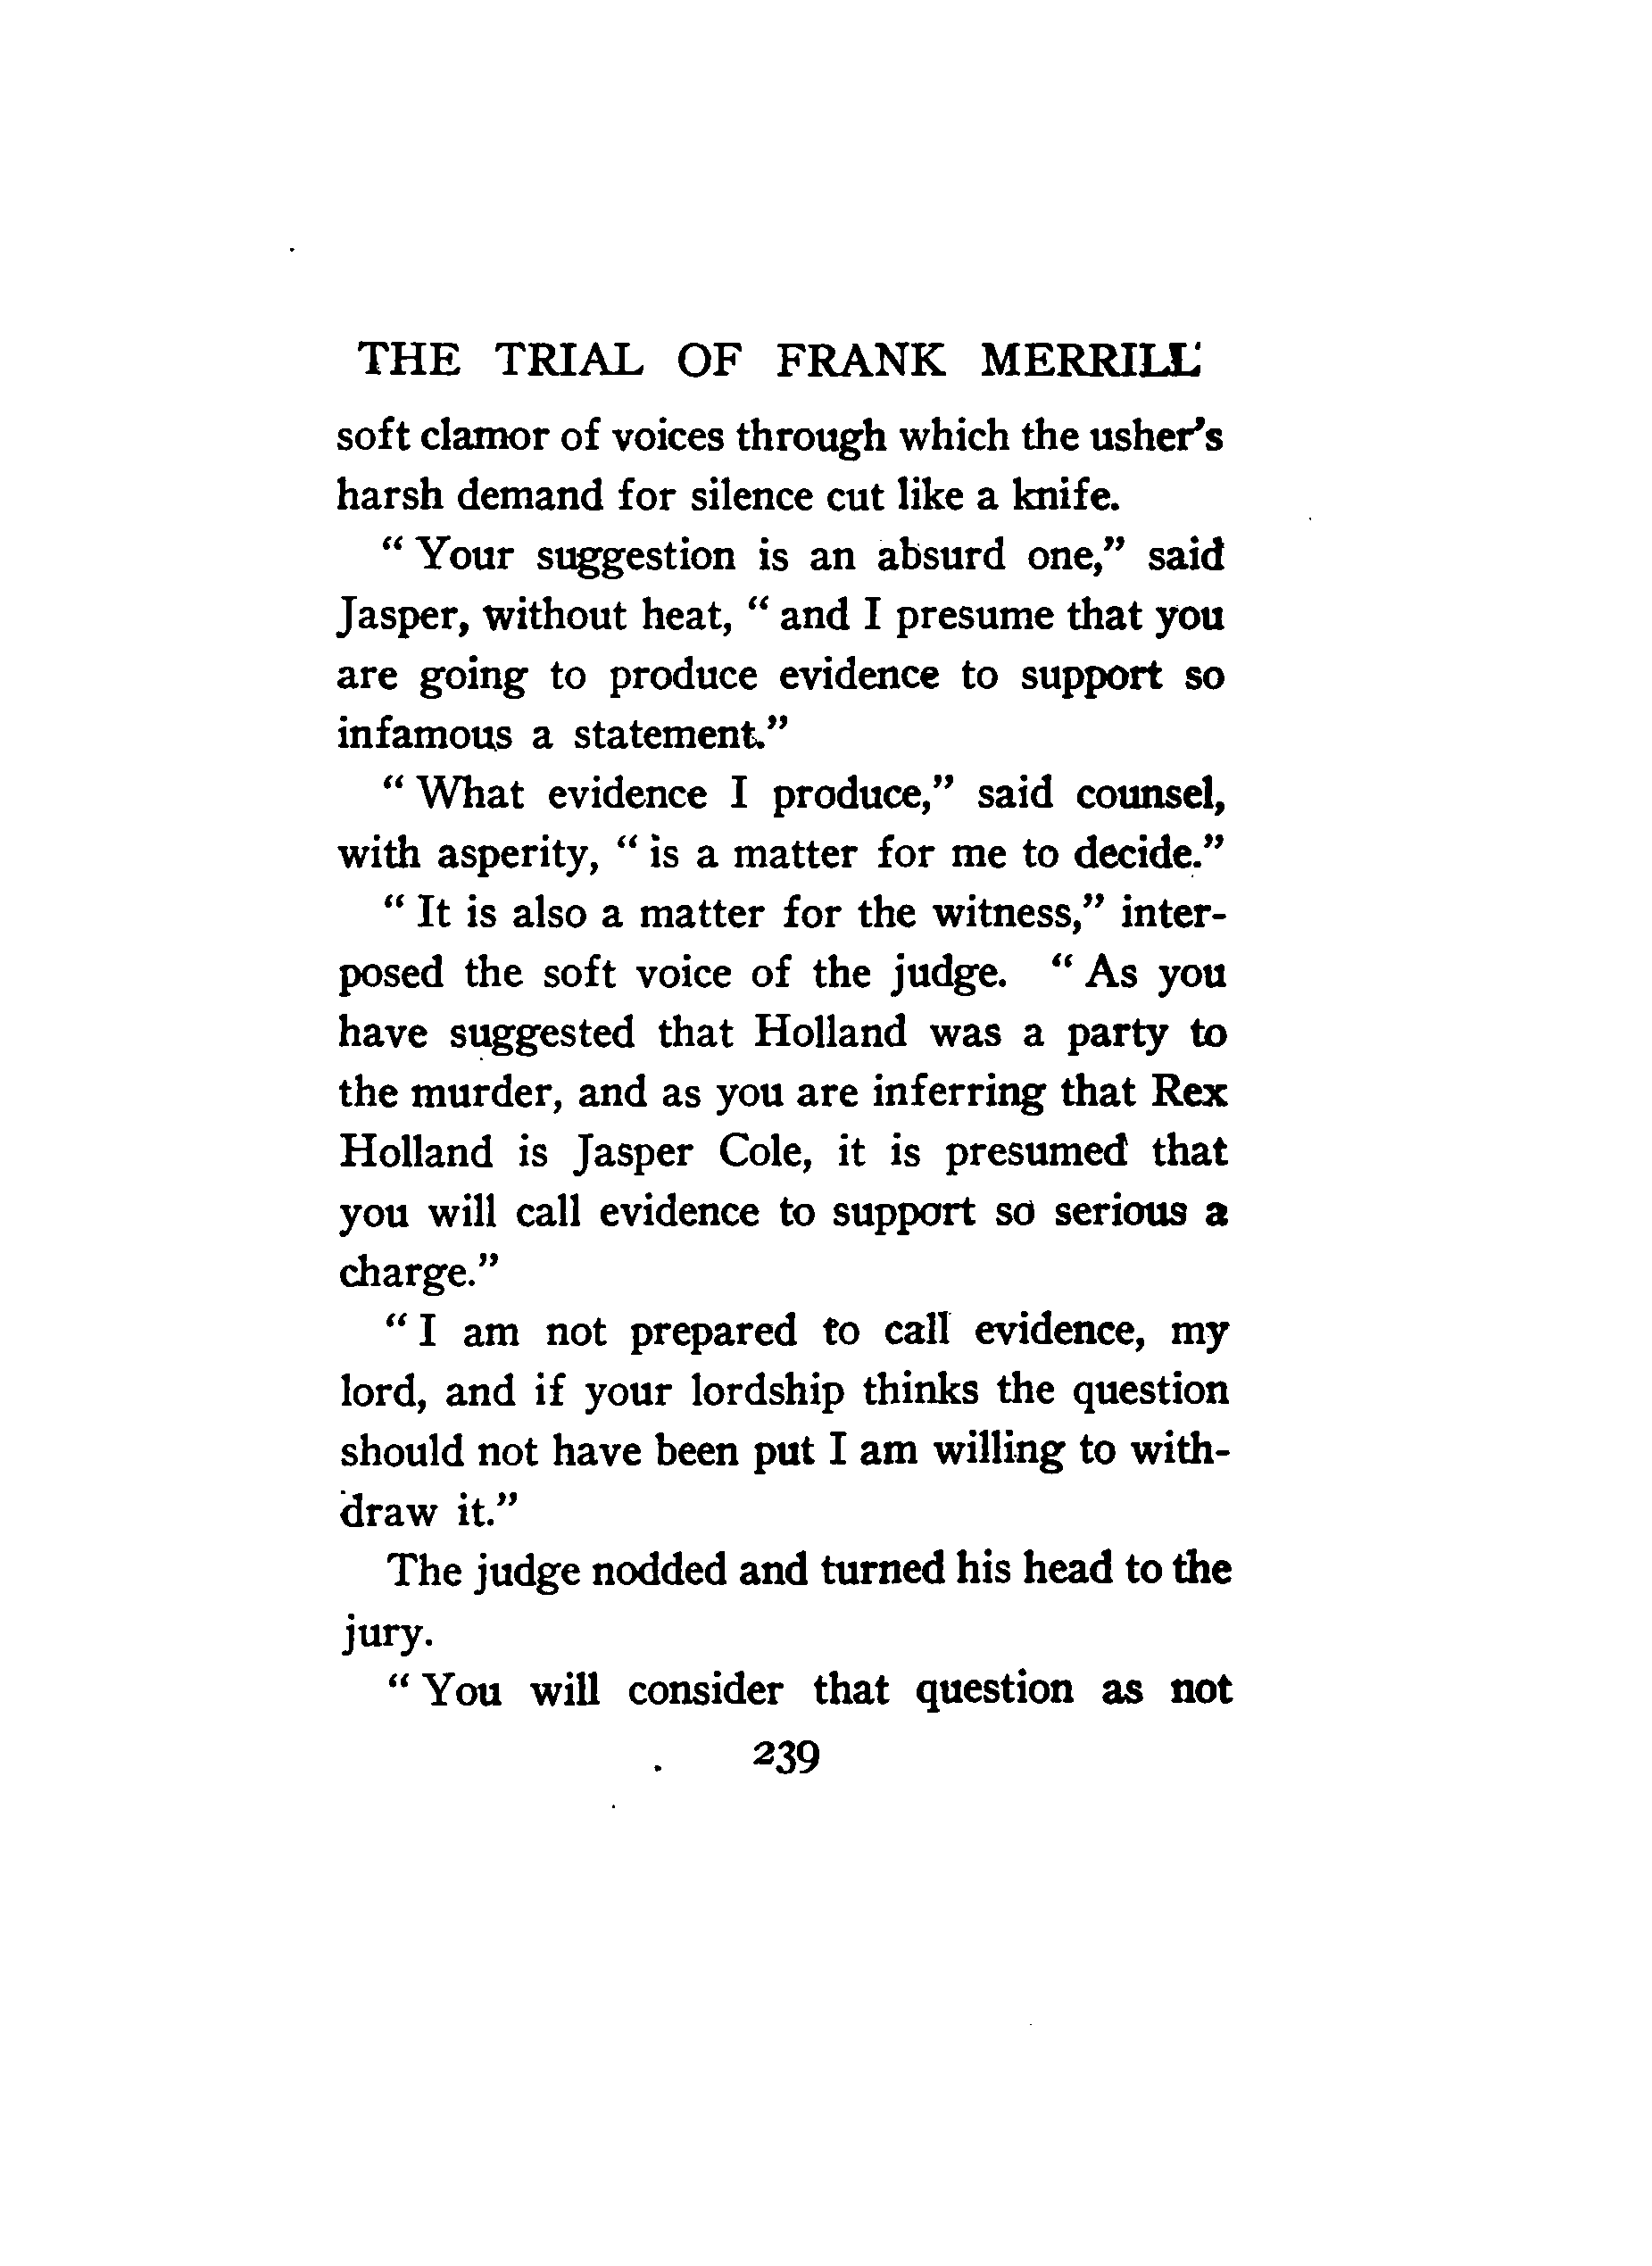 THE TRIAL OF FRANK MERRILL
soft clamor of voices through which the usher's
harsh demand for silence cut like a knife.
" Your suggestion is an absurd one," said
Jasper, without heat, " and I presume that you
are going to produce evidence to support so
infamous a statement."
" What evidence I produce," said counsel,
with asperity, " is a matter for me to decide."
" It is also a matter for the witness," inter-
posed the soft voice of the judge. " As you
have suggested that Holland was a party to
the murder, and as you are inferring that Rex
Holland is Jasper Cole, it is presumed that
you will call evidence to support so serious a
charge."
" I am not prepared to call evidence, my
lord, and if your lordship thinks the question
should not have been put I am willing to with-
draw it."
The judge nodded and turned his head to the
jury.
" You will consider that question as not
239